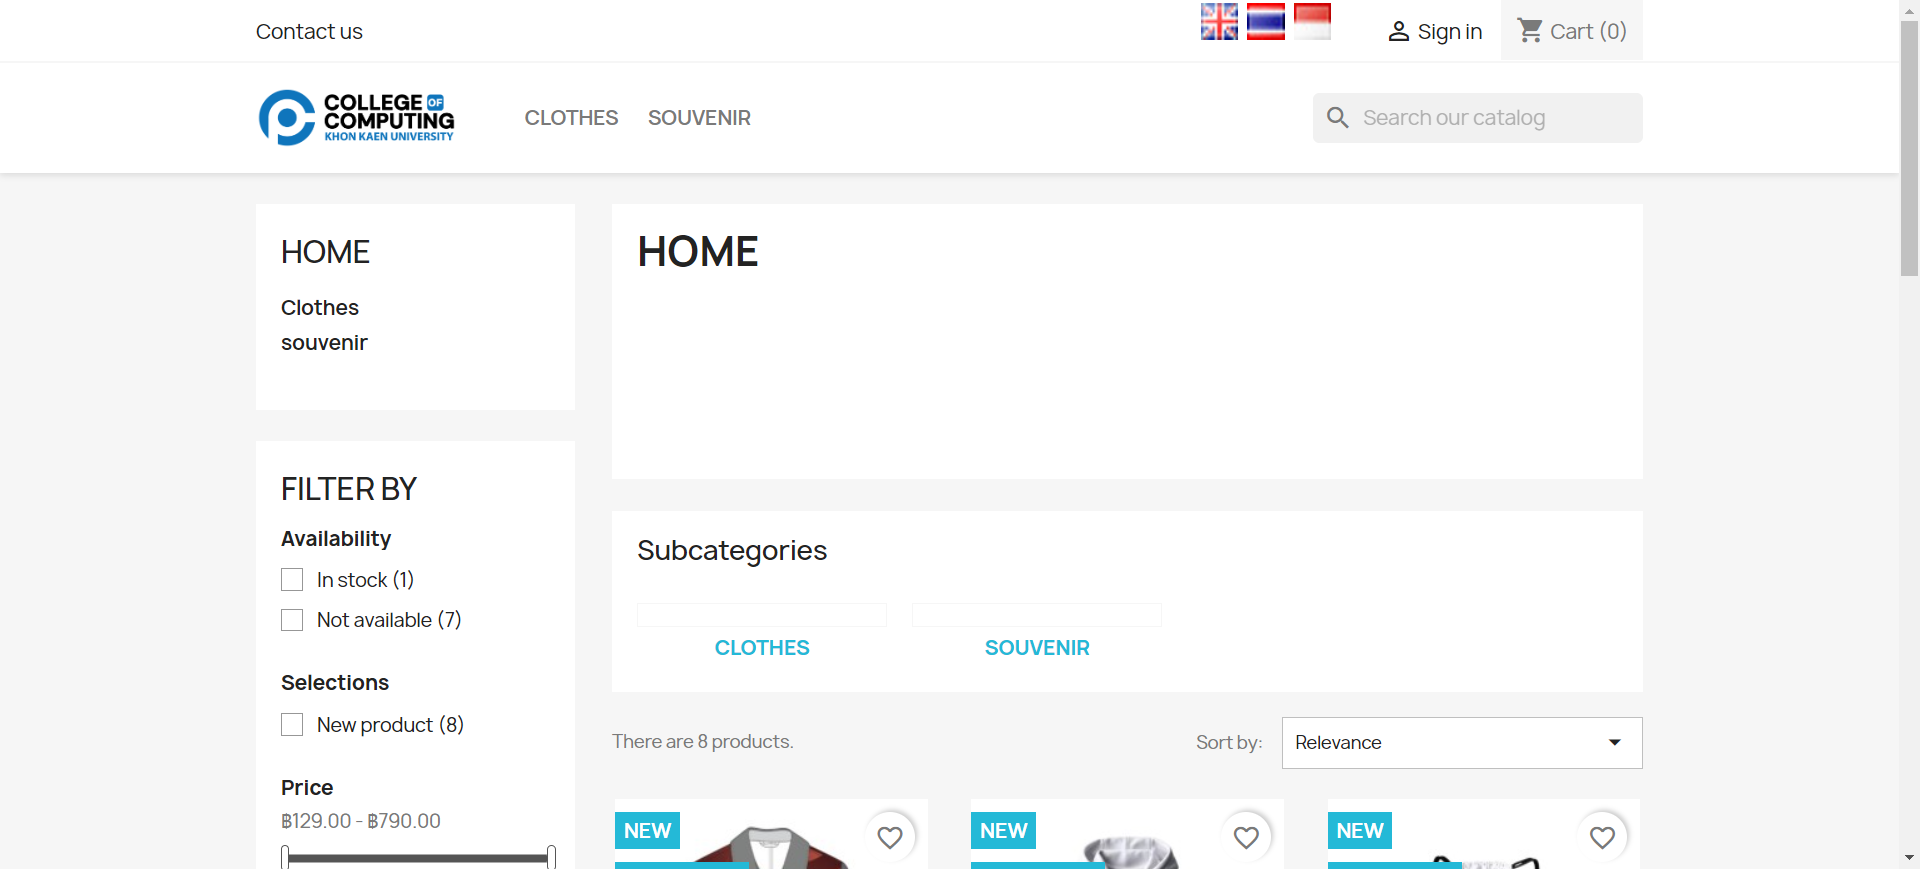 Contact us
Sign in
Cart (0)
COLLEGE OF
COMPUTING
KHON KAEN UNIVERSITY
CLOTHES
SOUVENIR
Search our catalog
HOME
Clothes
souvenir
FILTER BY
Availability
In stock (1)
Not available (7)
Selections
New product (8)
Price
฿129.00 - ฿790.00
HOME
Subcategories
CLOTHES
SOUVENIR
There are 8 products.
Sort by:
Relevance
NEW
NEW
NEW